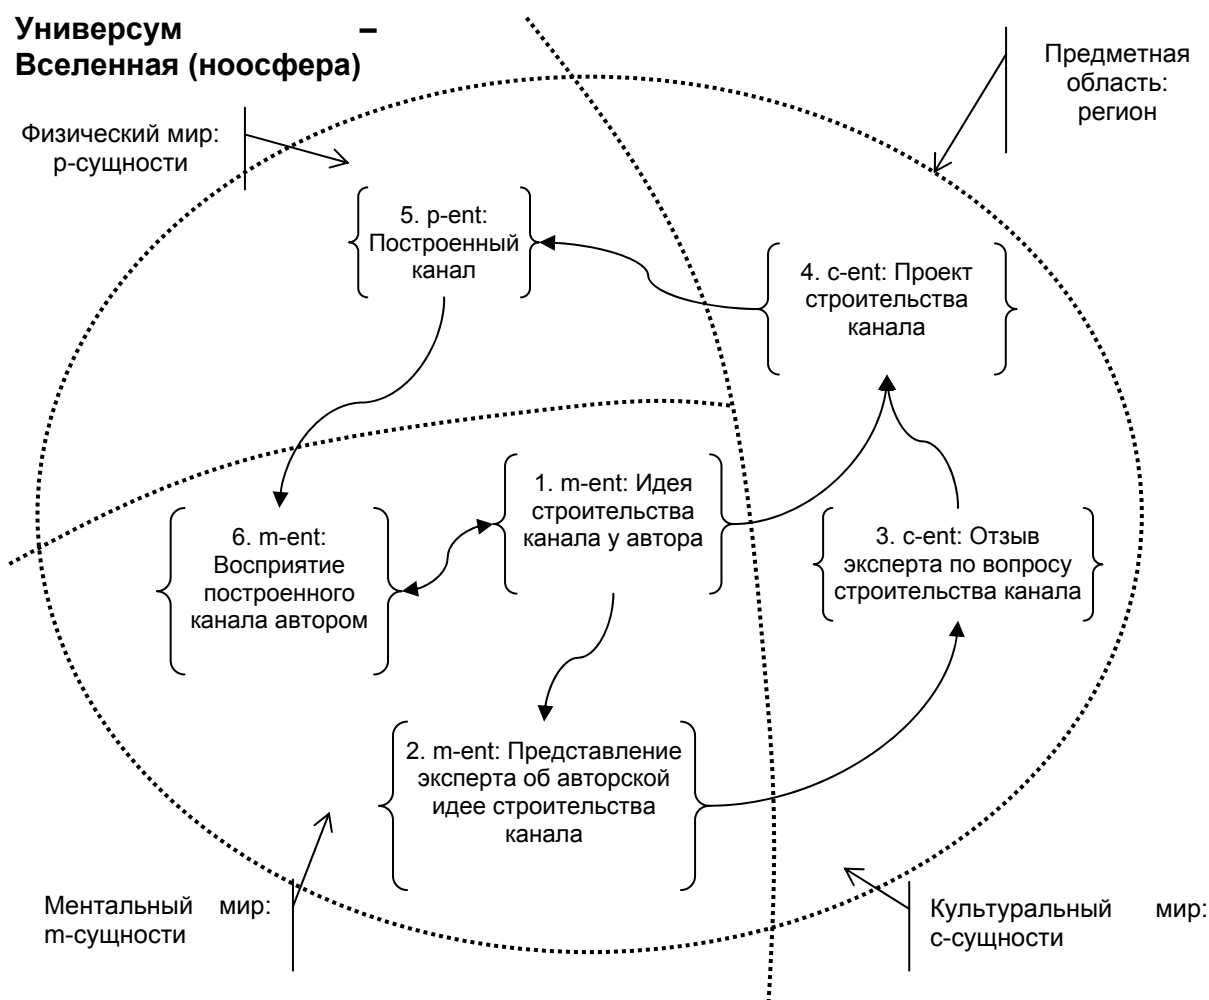 Универсум –
Вселенная (ноосфера)
Предметная
область:
регион
Физический мир:
p-сущности
5. p-ent:
Построенный
канал
4. c-ent: Проект
строительства
канала
1. m-ent: Идея
строительства
канала у автора
6. m-ent:
Восприятие
построенного
канала автором
3. c-ent: Отзыв
эксперта по вопросу
строительства канала
2. m-ent: Представление
эксперта об авторской
идее строительства
канала
Ментальный мир:
m-сущности
Культуральный мир:
c-сущности